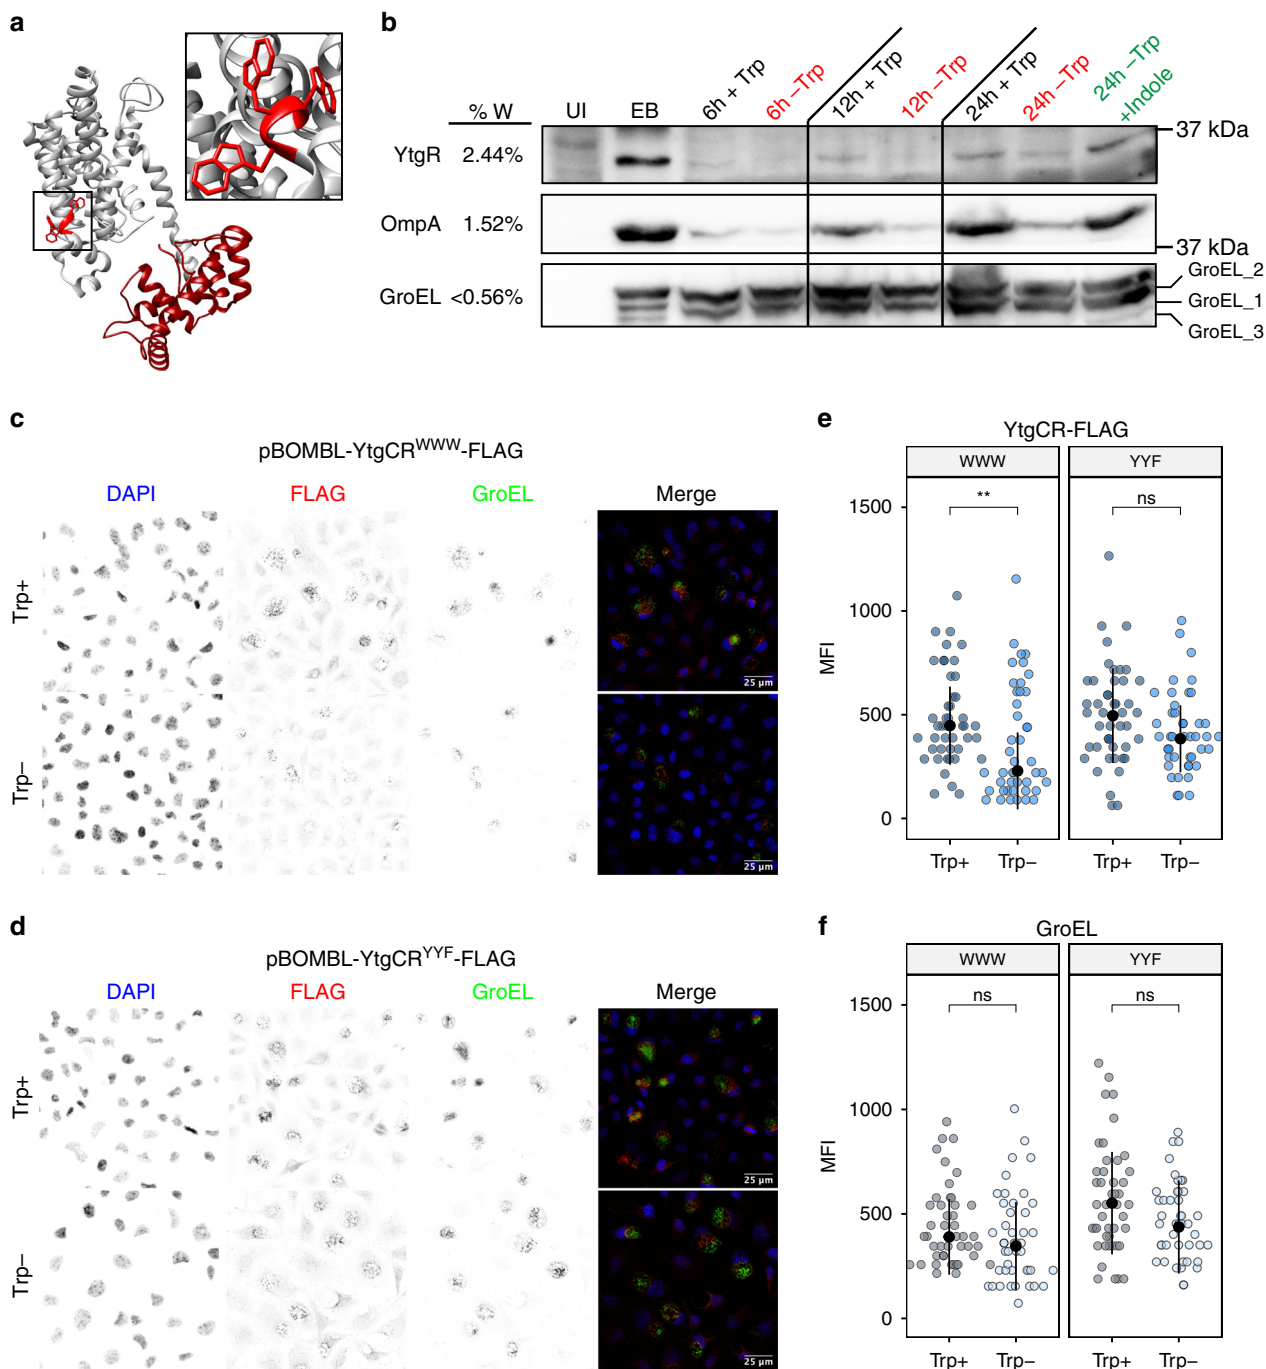 a
b
% W
UI
EB
6h + Trp
6h –Trp
12h + Trp
12h –Trp
24h + Trp
24h –Trp
24h –Trp
+Indole
YtgR
2.44%
37 kDa
OmpA
1.52%
37 kDa
GroEL
<0.56%
GroEL_2
GroEL_1
GroEL_3
c
pBOMBL-YtgCRWWW-FLAG
DAPI
FLAG
GroEL
Merge
Trp+
25 µm
Trp–
25 µm
d
pBOMBL-YtgCRYYF-FLAG
DAPI
FLAG
GroEL
Merge
Trp+
25 µm
Trp–
25 µm
e
YtgCR-FLAG
WWW
YYF
**
ns
1500
1000
500
0
MFI
Trp+
Trp–
Trp+
Trp–
f
GroEL
WWW
YYF
ns
ns
1500
1000
500
0
MFI
Trp+
Trp–
Trp+
Trp–